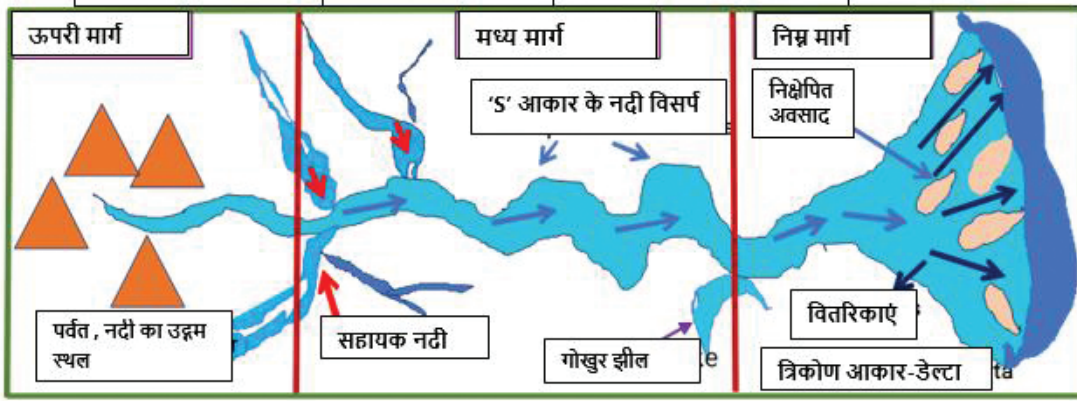 ऊपरी मार्ग
मध्य मार्ग
निम्न मार्ग
'S' आकार के नदी विसर्प
निक्षेपित
अवसाद
पर्वत , नदी का उद्गम
स्थल
सहायक नदी
गोखुर झील
वितरिकाएं
त्रिकोण आकार-डेल्टा